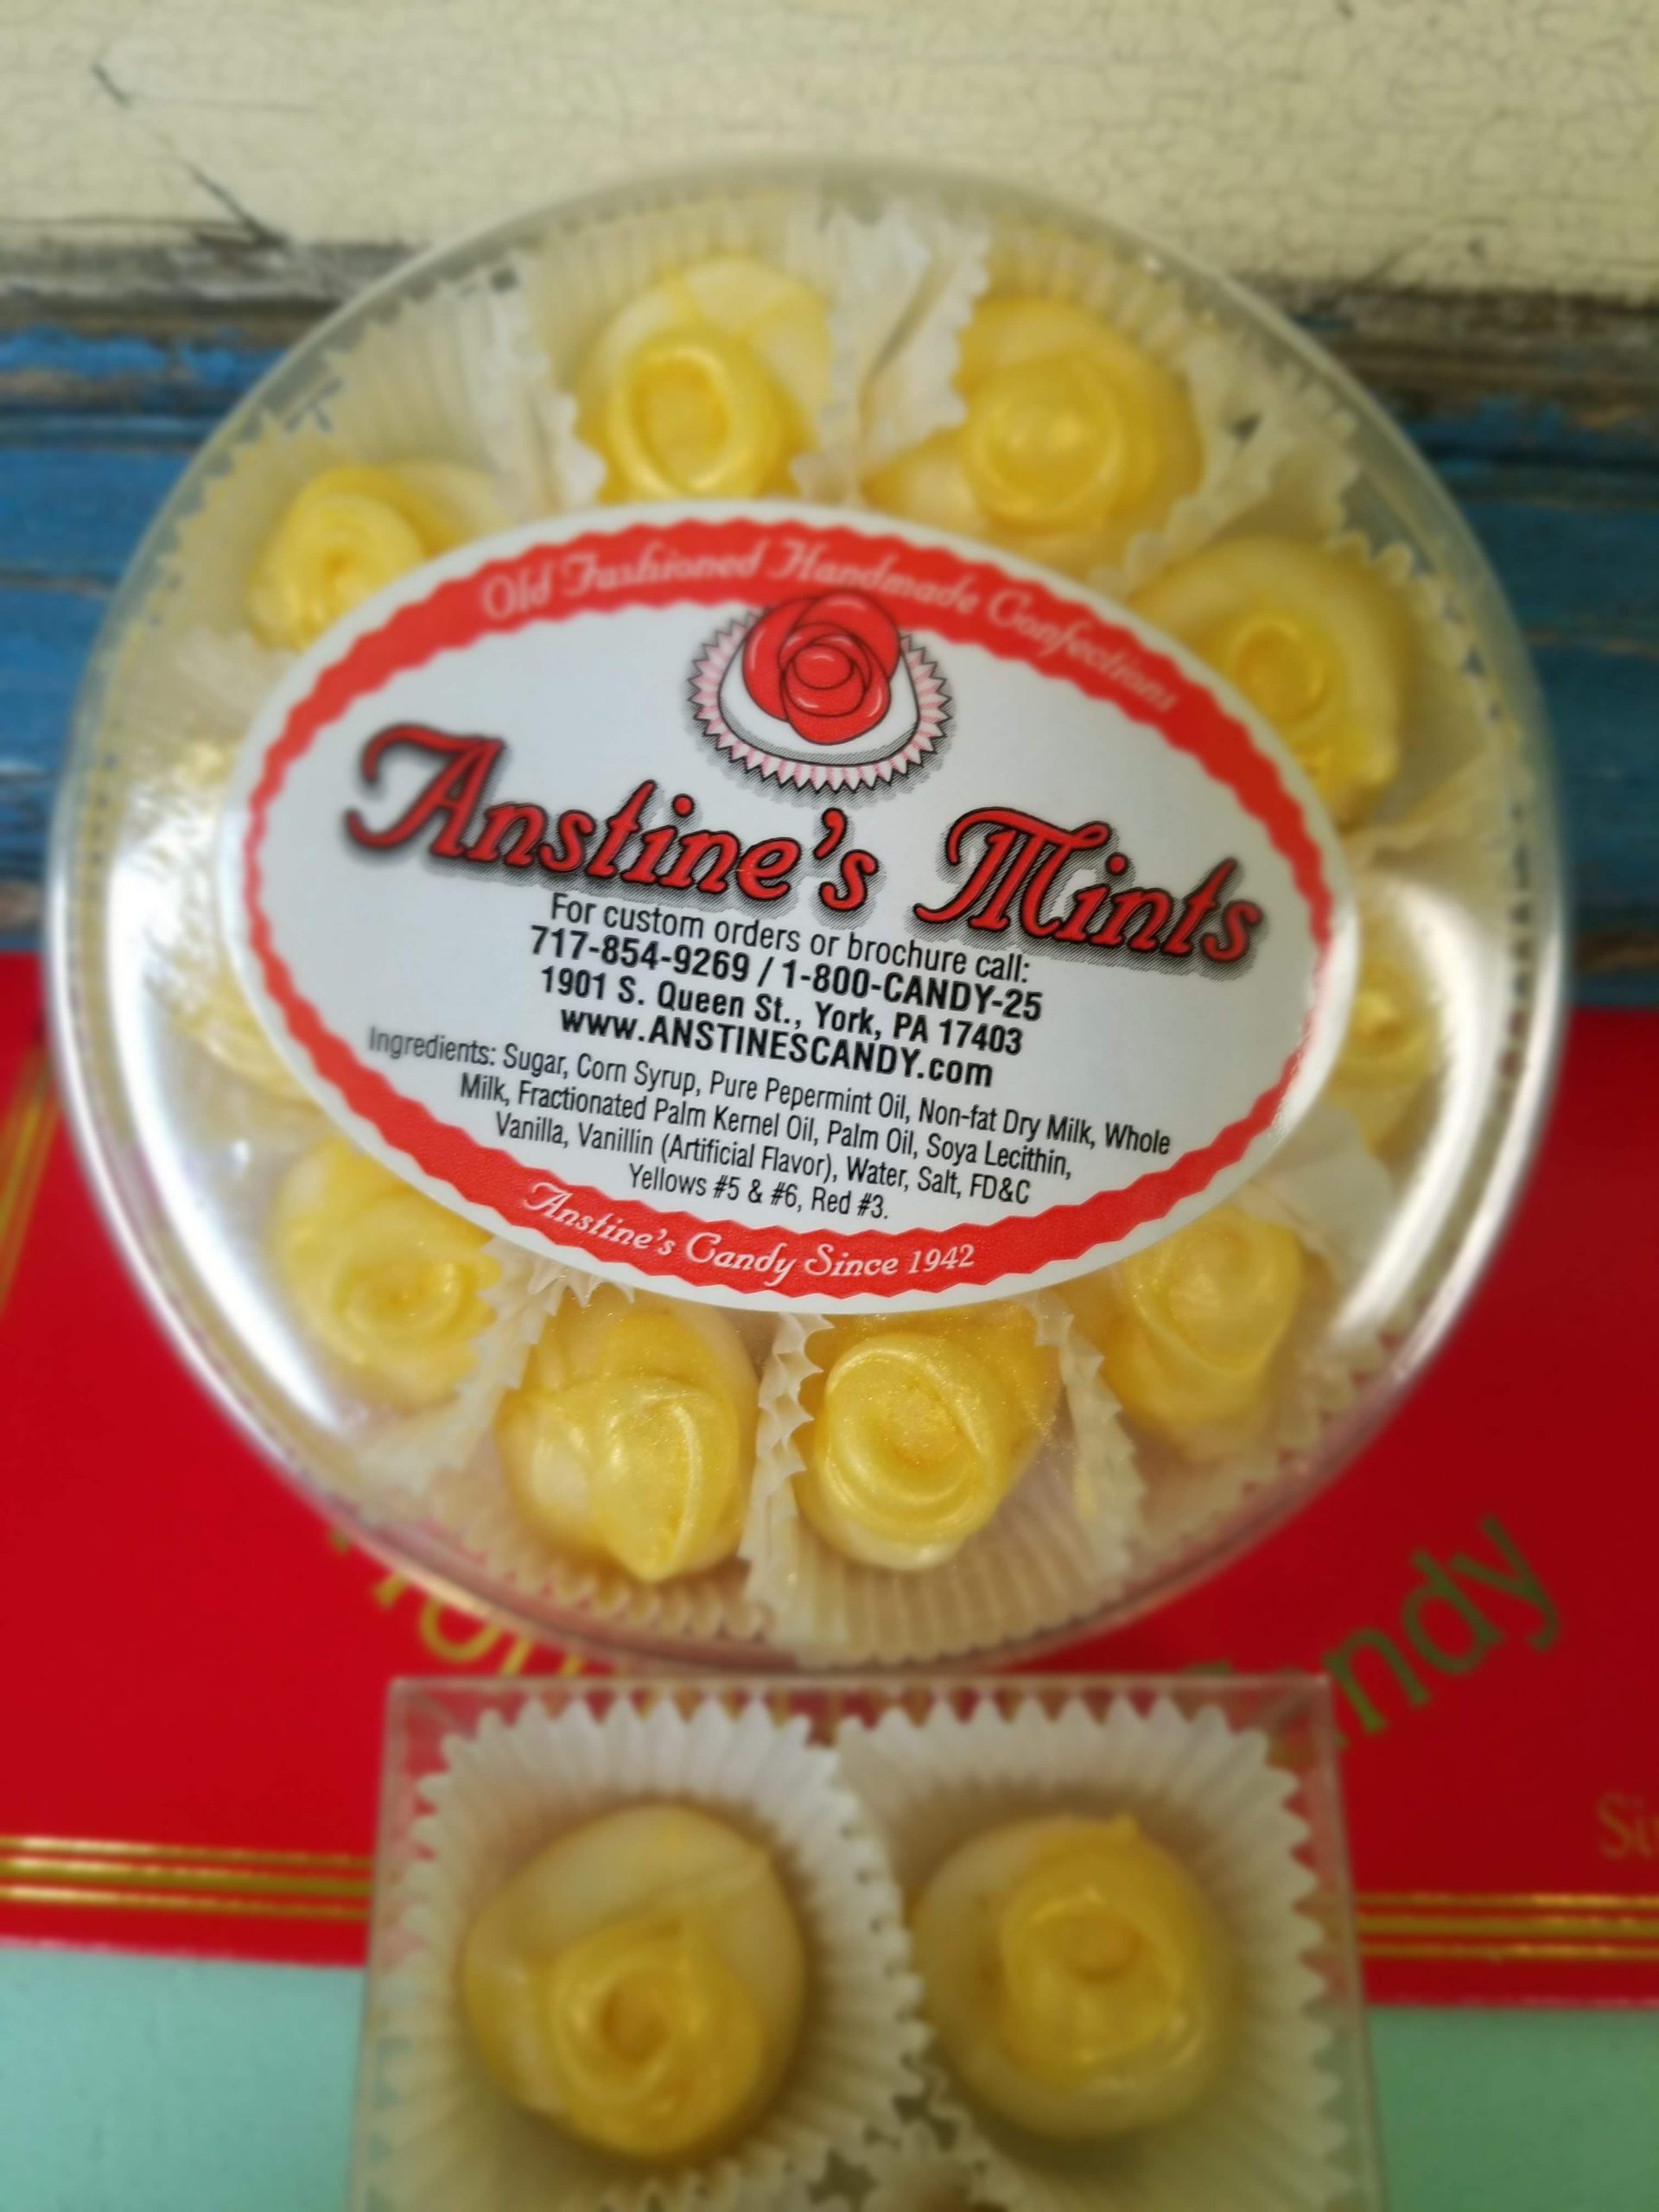 Old Fashioned Handmade Confections
Anstine's Mints
For custom orders or brochure call:
717-854-9269 / 1-800-CANDY-25
1901 S. Queen St., York, PA 17403
www.ANSTINESCANDY.com
Ingredients: Sugar, Corn Syrup, Pure Pepermint Oil, Non-fat Dry Milk, Whole
Milk, Fractionated Palm Kernel Oil, Palm Oil, Soya Lecithin,
Vanilla, Vanillin (Artificial Flavor), Water, Salt, FD&C
Yellows #5 & #6, Red #3.
Anstine's Candy Since 1942
Candy